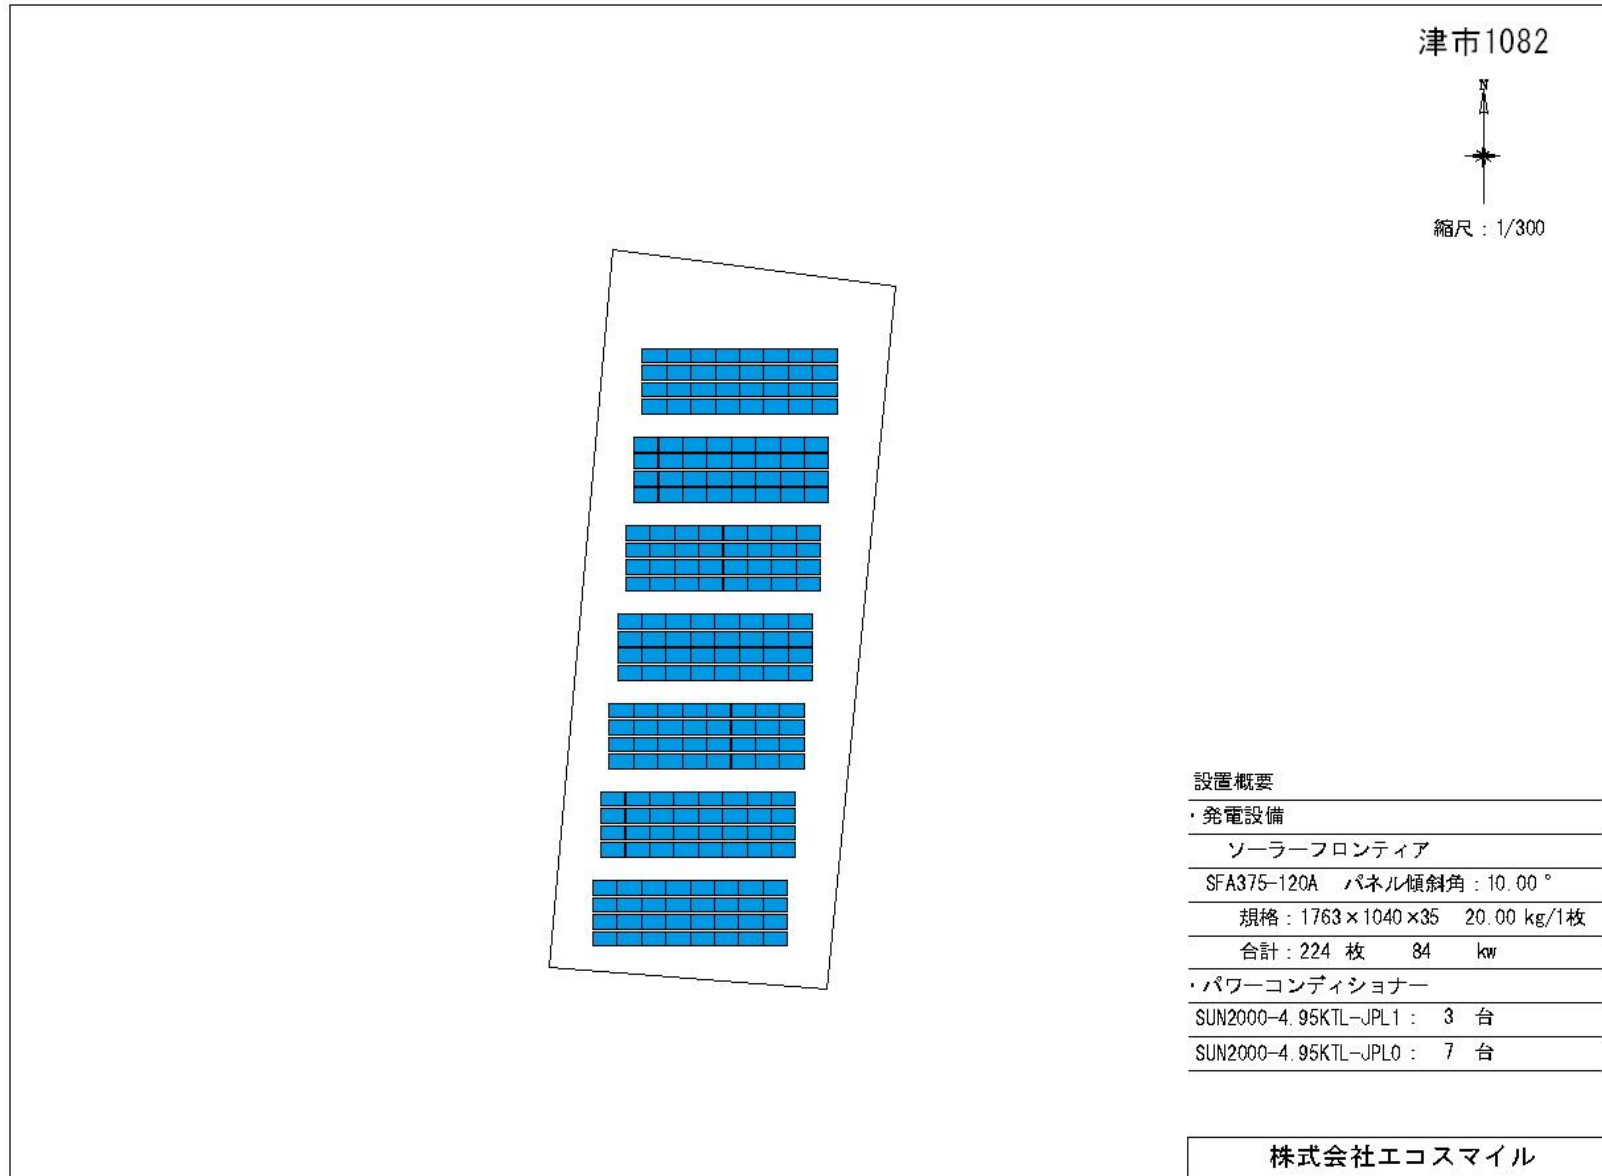 津市1082
N
縮尺：1/300
設置概要
・発電設備
ソーラーフロンティア
SFA375-120A　パネル傾斜角：10.00°
規格：1763×1040×35　20.00 kg/1枚
合計：224 枚　84　kw
・パワーコンディショナー
SUN2000-4.95KTL-JPL1：　3　台
SUN2000-4.95KTL-JPL0：　7　台
株式会社エコスマイル